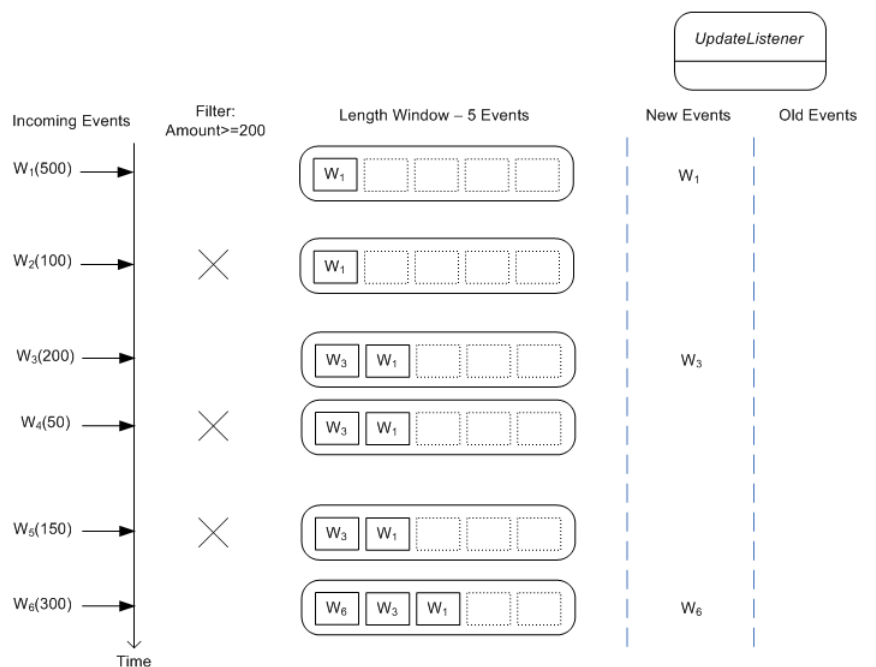 UpdateListener
Incoming Events
Filter:
Amount>=200
Length Window – 5 Events
New Events
Old Events
W₁(500)
W₁
W₁
W₂(100)
W₁
W₃(200)
W₃ W₁
W₃
W₄(50)
W₃ W₁
W₅(150)
W₃ W₁
W₆(300)
W₆ W₃ W₁
W₆
Time